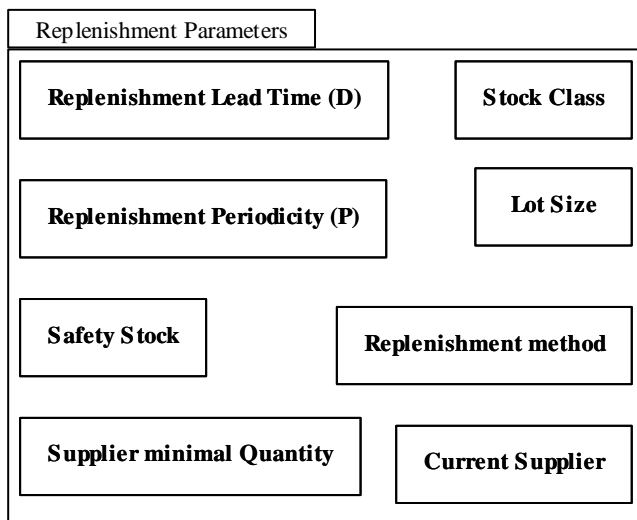 Replenishment Parameters
Replenishment Lead Time (D)
Stock Class
Replenishment Periodicity (P)
Lot Size
Safety Stock
Replenishment method
Supplier minimal Quantity
Current Supplier